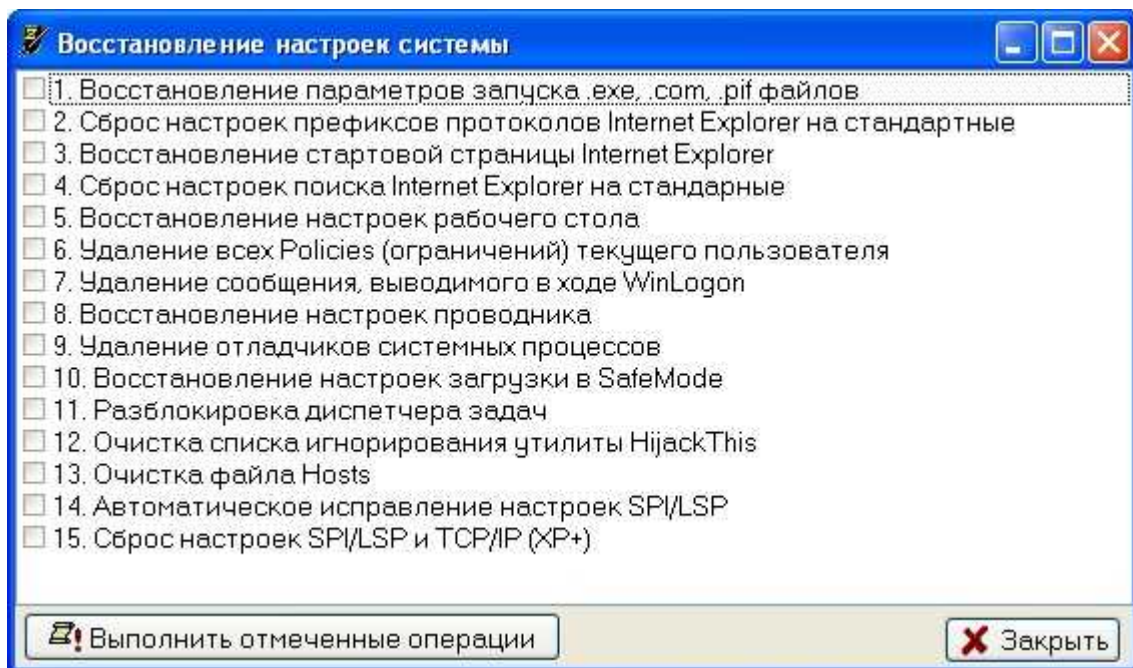 Восстановление настроек системы
1. Восстановление параметров запуска .exe, .com, .pif файлов
2. Сброс настроек префиксов протоколов Internet Explorer на стандартные
3. Восстановление стартовой страницы Internet Explorer
4. Сброс настроек поиска Internet Explorer на стандарные
5. Восстановление настроек рабочего стола
6. Удаление всех Policies (ограничений) текущего пользователя
7. Удаление сообщения, выводимого в ходе WinLogon
8. Восстановление настроек проводника
9. Удаление отладчиков системных процессов
10. Восстановление настроек загрузки в SafeMode
11. Разблокировка диспетчера задач
12. Очистка списка игнорирования утилиты HijackThis
13. Очистка файла Hosts
14. Автоматическое исправление настроек SPI/LSP
15. Сброс настроек SPI/LSP и TCP/IP (XP+)
Выполнить отмеченные операции
Закрыть